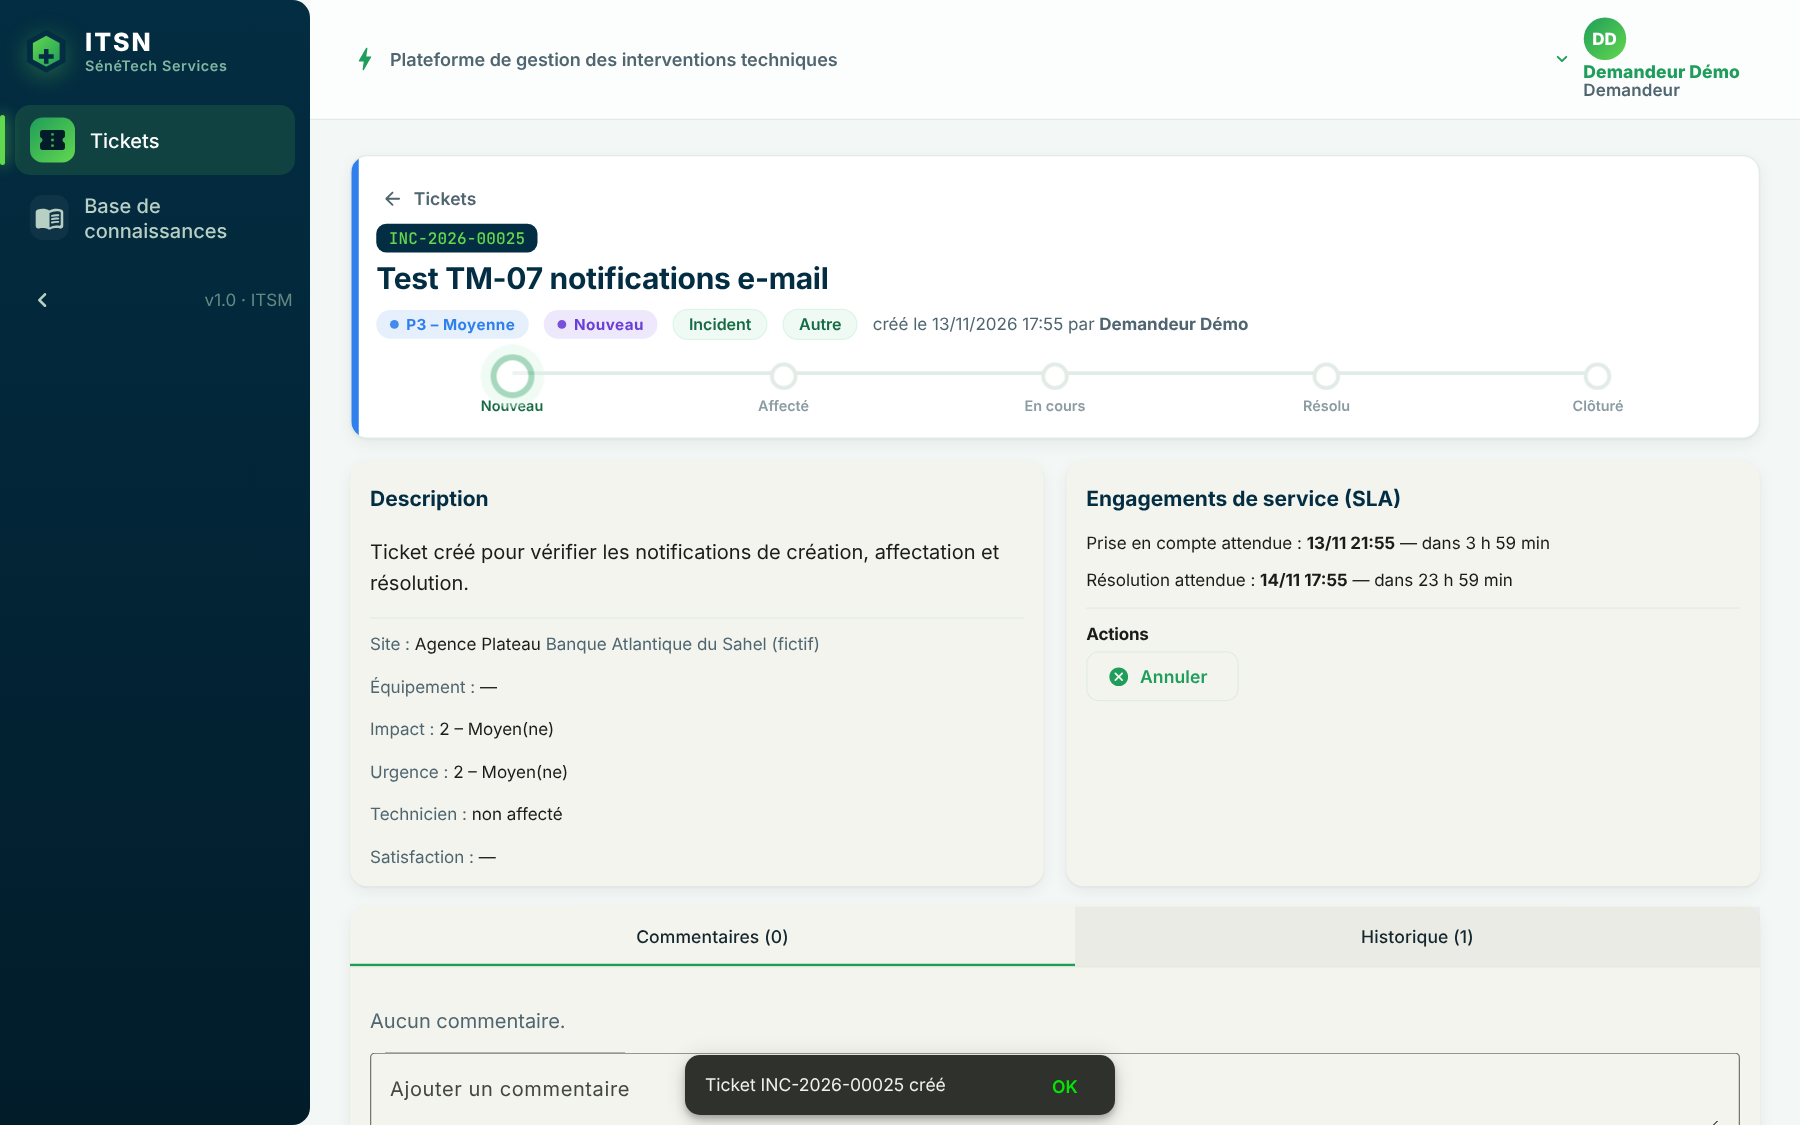 ITSN
SénéTech Services
Tickets
Base de
connaissances
v1.0 · ITSM
Plateforme de gestion des interventions techniques
DD
Demandeur Démo
Demandeur
Tickets
INC-2026-00025
Test TM-07 notifications e-mail
P3 – Moyenne
Nouveau
Incident
Autre
créé le 13/11/2026 17:55 par Demandeur Démo
Nouveau
Affecté
En cours
Résolu
Clôturé
Description
Ticket créé pour vérifier les notifications de création, affectation et
résolution.
Site : Agence Plateau Banque Atlantique du Sahel (fictif)
Équipement : —
Impact : 2 – Moyen(ne)
Urgence : 2 – Moyen(ne)
Technicien : non affecté
Satisfaction : —
Engagements de service (SLA)
Prise en compte attendue : 13/11 21:55 — dans 3 h 59 min
Résolution attendue : 14/11 17:55 — dans 23 h 59 min
Actions
Annuler
Commentaires (0)
Historique (1)
Aucun commentaire.
Ajouter un commentaire
Ticket INC-2026-00025 créé
OK